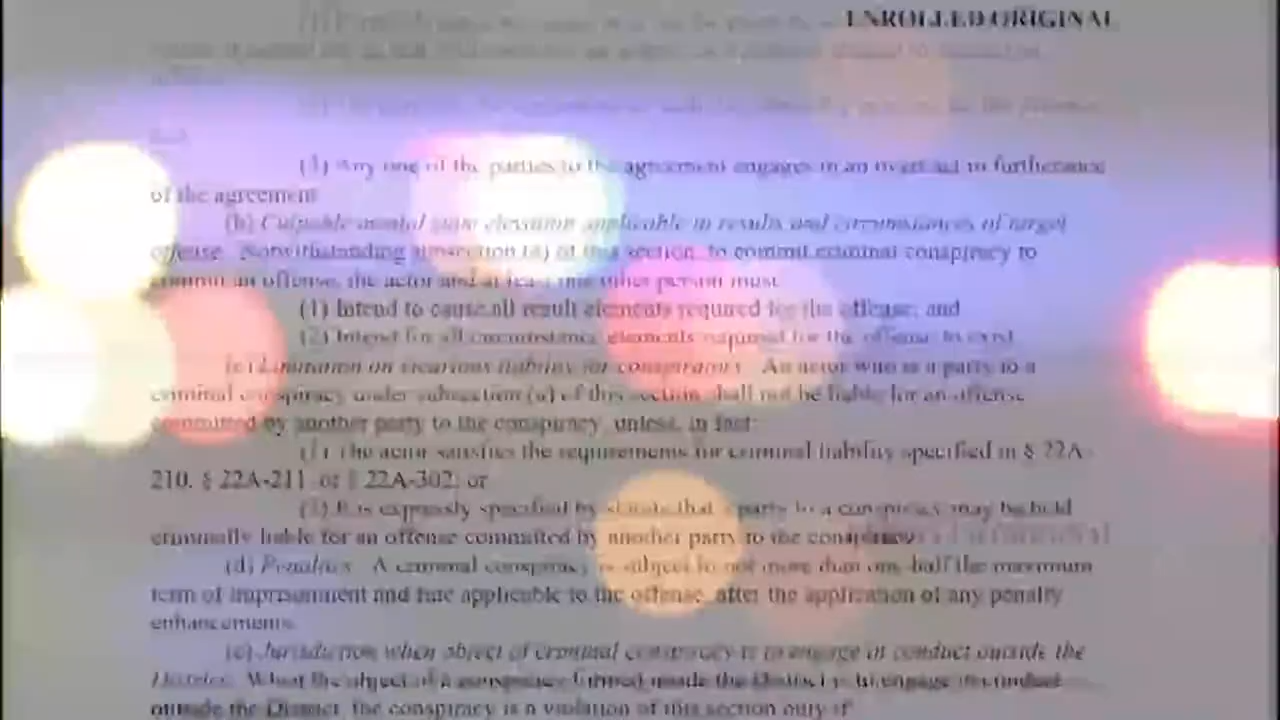 ENROLLED ORIGINAL
(3) Any one of the parties to the agreement engages in an overt act in furtherance
of the agreement
(b) Culpable mental state elevation applicable to results and circumstances of target
offense. Notwithstanding subsection (a) of this section, to commit criminal conspiracy to
commit an offense, the actor and at least one other person must
(1) Intend to cause all result elements required for the offense; and
(2) Intend for all circumstance elements required for the offense to exist
(c) Limitation on vicarious liability for conspirators. An actor who is a party to a
criminal conspiracy under subsection (a) of this section shall not be liable for an offense
committed by another party to the conspiracy, unless, in fact:
(1) The actor satisfies the requirements for criminal liability specified in § 22A-
210, § 22A-211, or § 22A-302; or
(2) It is expressly specified by statute that a party to a conspiracy may be held
criminally liable for an offense committed by another party to the conspiracy
(d) Penalties. A criminal conspiracy is subject to not more than one-half the maximum
term of imprisonment and fine applicable to the offense, after the application of any penalty
enhancements.
(e) Jurisdiction when object of criminal conspiracy is to engage in conduct outside the
District. When the object of a conspiracy formed inside the District is to engage in conduct
outside the District, the conspiracy is a violation of this section only if